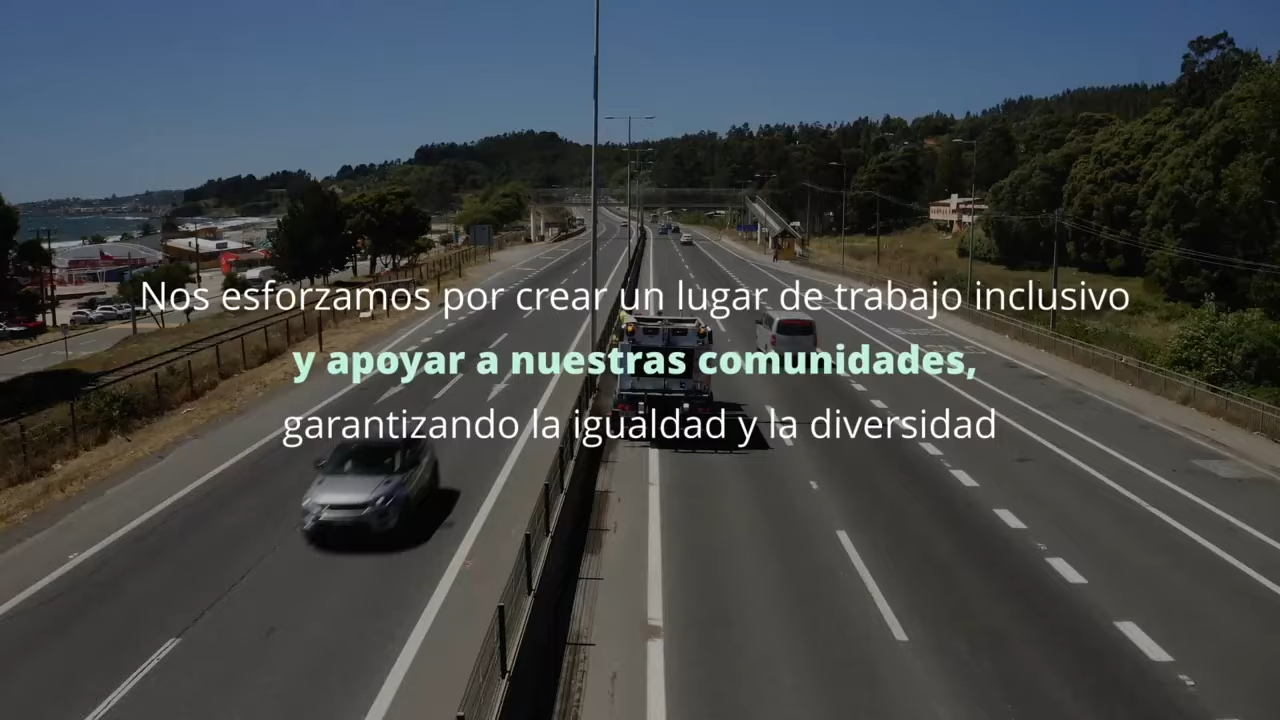 Nos esforzamos por crear un lugar de trabajo inclusivo
y apoyar a nuestras comunidades,
garantizando la igualdad y la diversidad